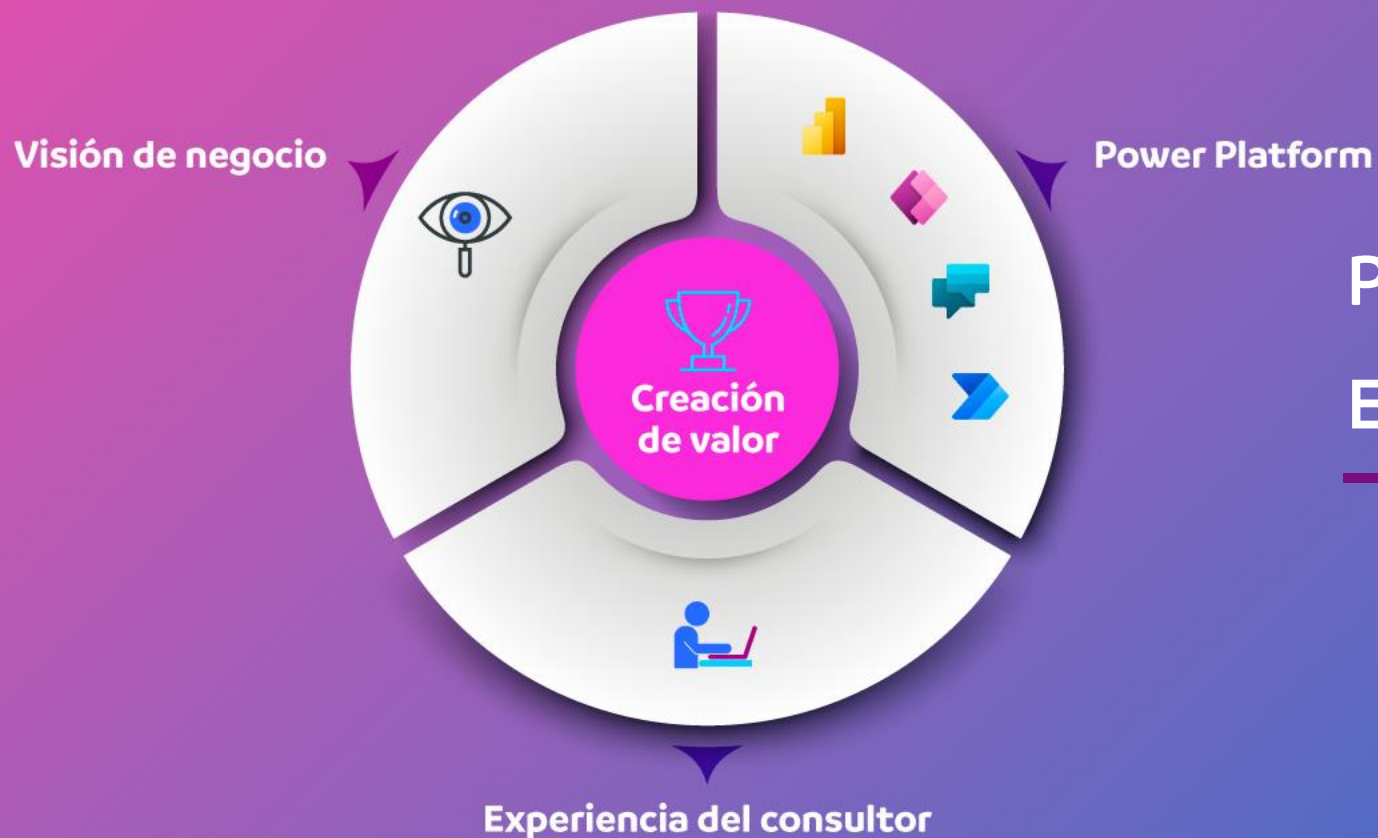 Visión de negocio
Power Platform
Creación
de valor
Experiencia del consultor
P
E